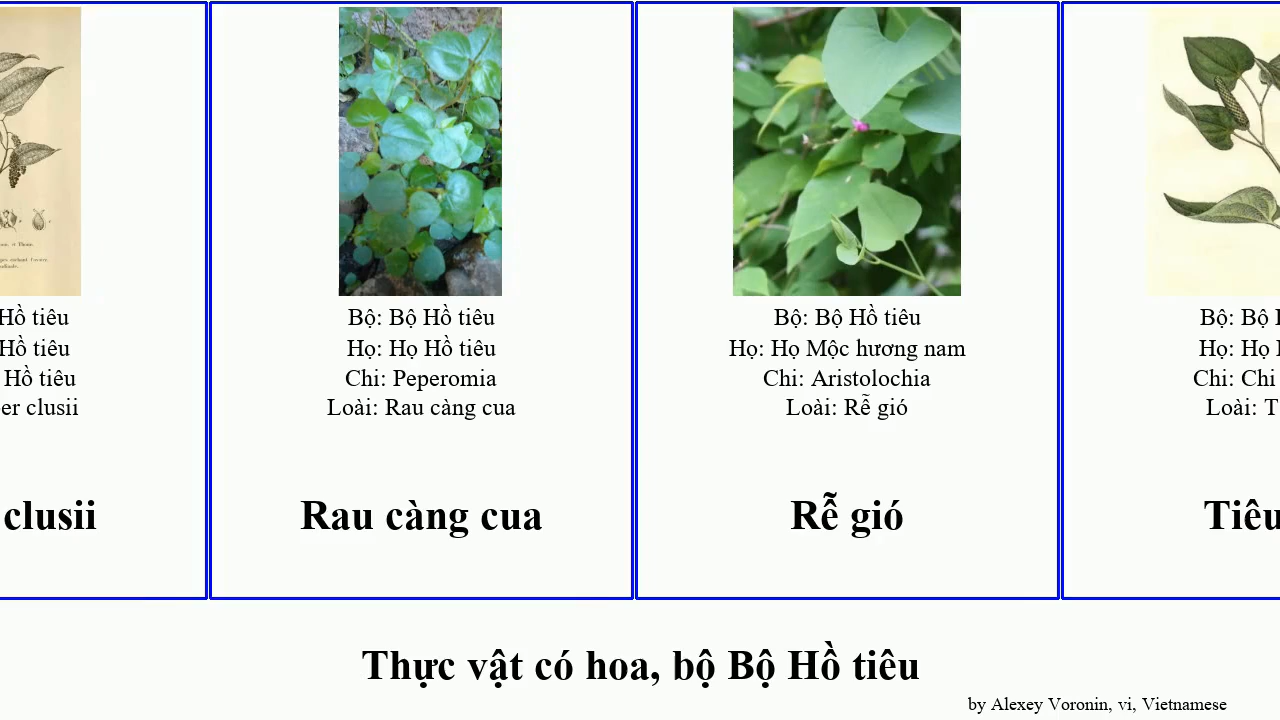 Hồ tiêu
Hồ tiêu
Hồ tiêu
er clusii
clusii
Bộ: Bộ Hồ tiêu
Họ: Họ Hồ tiêu
Chi: Peperomia
Loài: Rau càng cua
Rau càng cua
Bộ: Bộ Hồ tiêu
Họ: Họ Mộc hương nam
Chi: Aristolochia
Loài: Rễ gió
Rễ gió
Bộ: Bộ
Họ: Họ
Chi: Chi
Loài: T
Tiêu
Thực vật có hoa, bộ Bộ Hồ tiêu
by Alexey Voronin, vi, Vietnamese